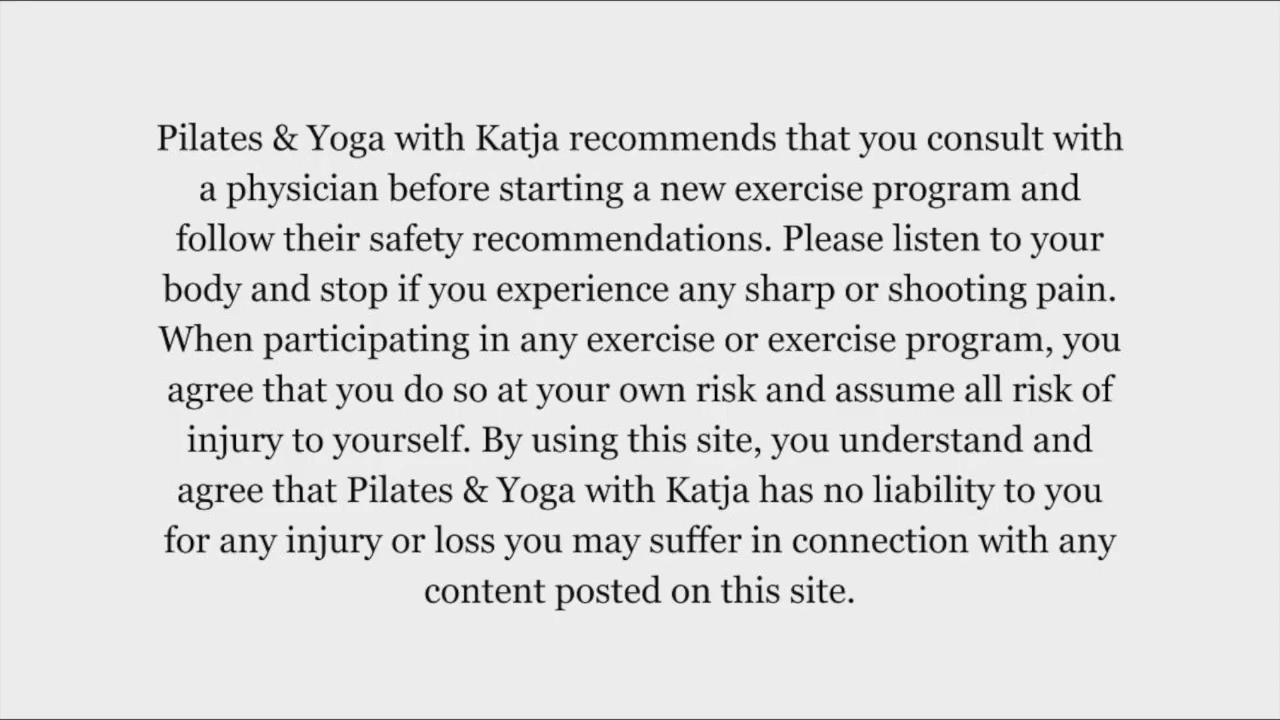 Pilates & Yoga with Katja recommends that you consult with
a physician before starting a new exercise program and
follow their safety recommendations. Please listen to your
body and stop if you experience any sharp or shooting pain.
When participating in any exercise or exercise program, you
agree that you do so at your own risk and assume all risk of
injury to yourself. By using this site, you understand and
agree that Pilates & Yoga with Katja has no liability to you
for any injury or loss you may suffer in connection with any
content posted on this site.